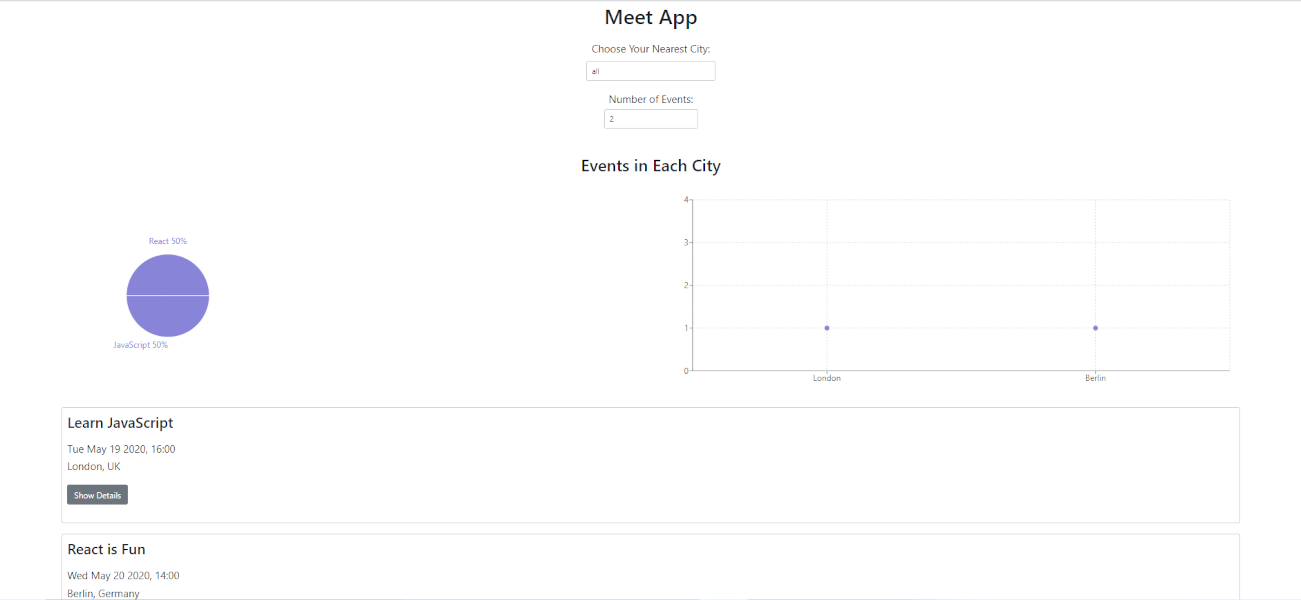 Meet App
Choose Your Nearest City:
all
Number of Events:
2
Events in Each City
React 50%
JavaScript 50%
4
3
2
1
0
London
Berlin
Learn JavaScript
Tue May 19 2020, 16:00
London, UK
Show Details
React is Fun
Wed May 20 2020, 14:00
Berlin, Germany